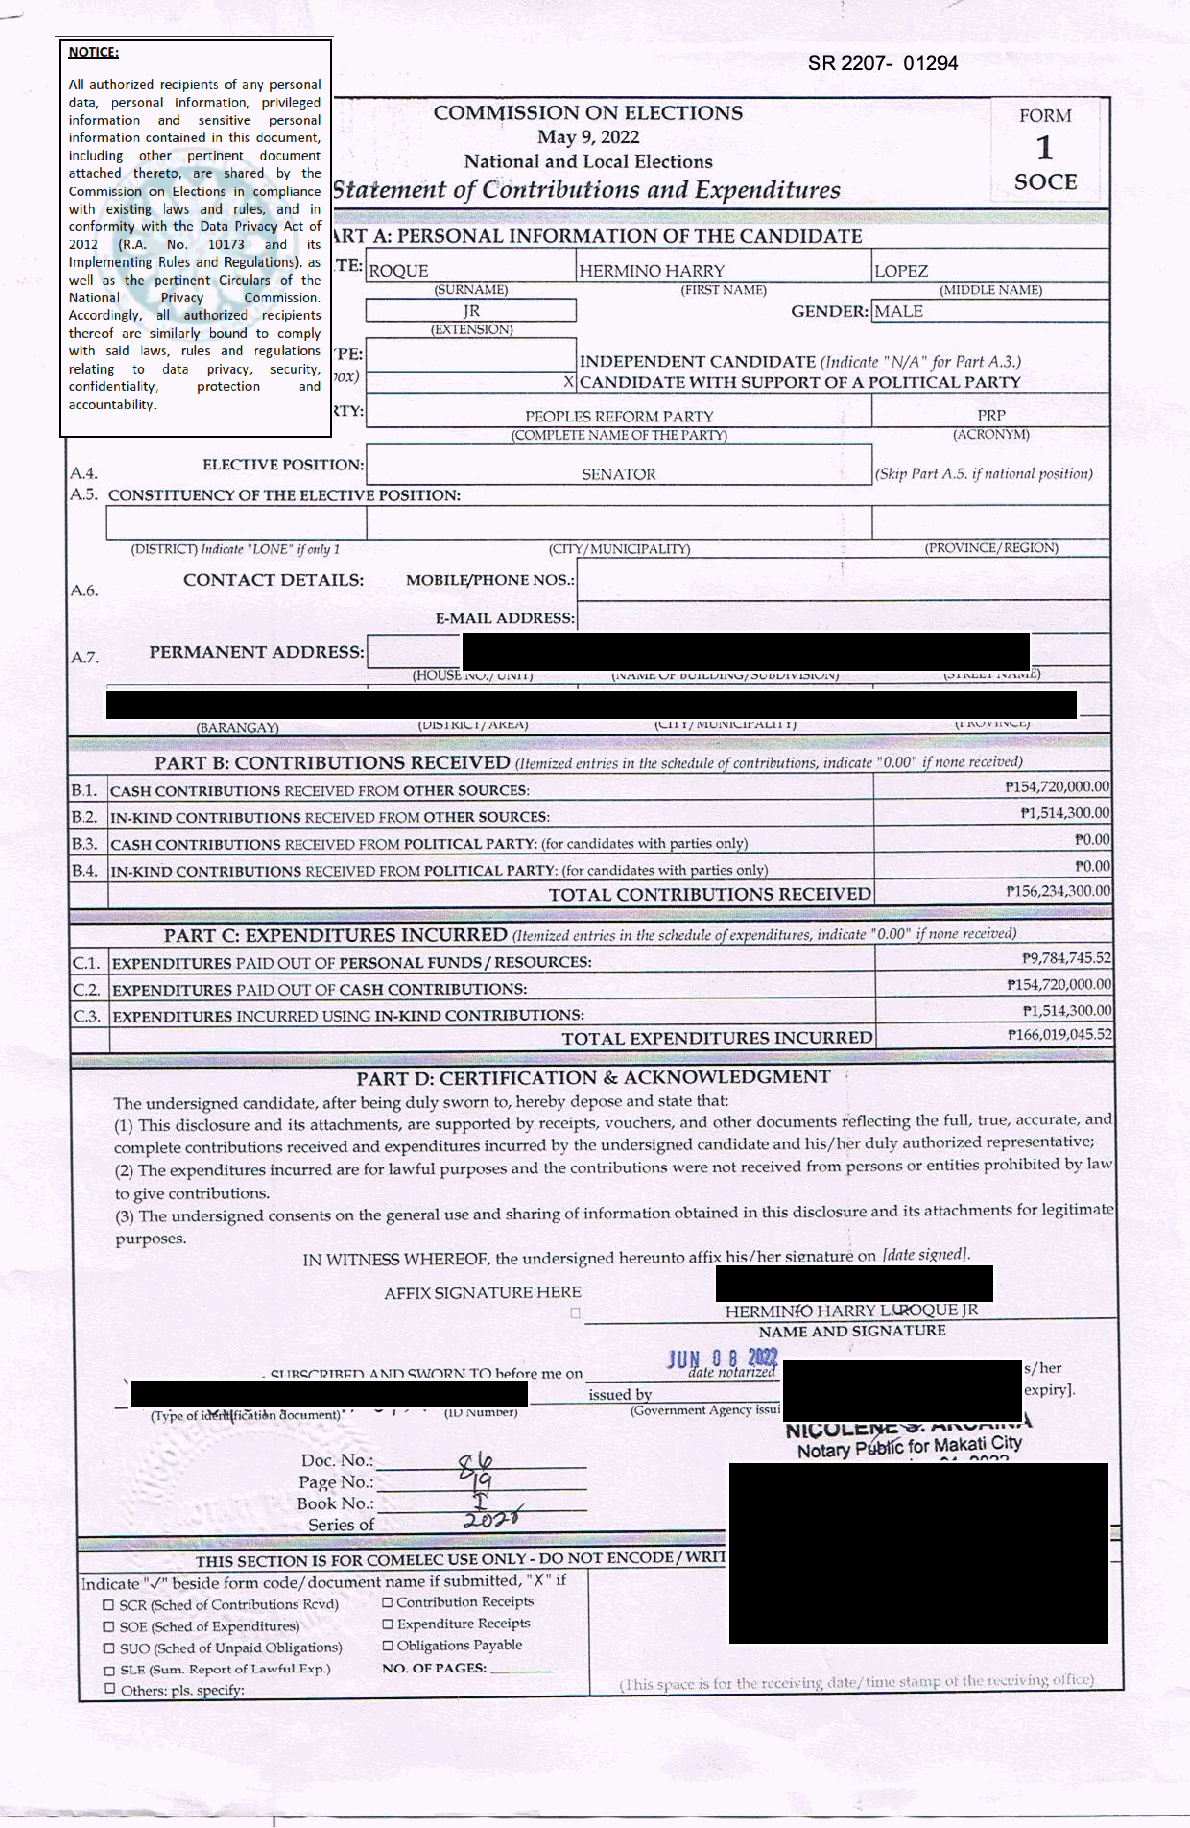 SR 2207- 01294
NOTICE:
All authorized recipients of any personal
data, personal information, privileged
information and sensitive personal
information contained in this document,
including other pertinent document
attached thereto, are shared by the
Commission on Elections in compliance
with existing laws and rules, and in
conformity with the Data Privacy Act of
2012 (R.A. No. 10173 and its
Implementing Rules and Regulations), as
well as the pertinent Circulars of the
National Privacy Commission.
Accordingly, all authorized recipients
thereof are similarly bound to comply
with said laws, rules and regulations
relating to data privacy, security,
confidentiality, protection and
accountability.
COMMISSION ON ELECTIONS
May 9, 2022
National and Local Elections
Statement of Contributions and Expenditures
FORM
1
SOCE
ART A: PERSONAL INFORMATION OF THE CANDIDATE
TE: ROQUE HERMINO HARRY LOPEZ
(SURNAME) (FIRST NAME) (MIDDLE NAME)
JR GENDER: MALE
(EXTENSION)
PE: INDEPENDENT CANDIDATE (Indicate "N/A" for Part A.3.)
box) X CANDIDATE WITH SUPPORT OF A POLITICAL PARTY
RTY: PEOPLES REFORM PARTY PRP
(COMPLETE NAME OF THE PARTY) (ACRONYM)
A.4. ELECTIVE POSITION: SENATOR (Skip Part A.5. if national position)
A.5. CONSTITUENCY OF THE ELECTIVE POSITION:
(DISTRICT) Indicate "LONE" if only 1 (CITY/MUNICIPALITY) (PROVINCE/REGION)
A.6. CONTACT DETAILS: MOBILE/PHONE NOS.:
E-MAIL ADDRESS:
A.7. PERMANENT ADDRESS:
(HOUSE NO./ UNIT) (NAME OF BUILDING/SUBDIVISION) (STREET NAME)
(BARANGAY) (DISTRICT/AREA) (CITY/MUNICIPALITY) (PROVINCE)
PART B: CONTRIBUTIONS RECEIVED (Itemized entries in the schedule of contributions, indicate "0.00" if none received)
B.1. CASH CONTRIBUTIONS RECEIVED FROM OTHER SOURCES: ₱154,720,000.00
B.2. IN-KIND CONTRIBUTIONS RECEIVED FROM OTHER SOURCES: ₱1,514,300.00
B.3. CASH CONTRIBUTIONS RECEIVED FROM POLITICAL PARTY: (for candidates with parties only) ₱0.00
B.4. IN-KIND CONTRIBUTIONS RECEIVED FROM POLITICAL PARTY: (for candidates with parties only) ₱0.00
TOTAL CONTRIBUTIONS RECEIVED ₱156,234,300.00
PART C: EXPENDITURES INCURRED (Itemized entries in the schedule of expenditures, indicate "0.00" if none received)
C.1. EXPENDITURES PAID OUT OF PERSONAL FUNDS/RESOURCES: ₱9,784,745.52
C.2. EXPENDITURES PAID OUT OF CASH CONTRIBUTIONS: ₱154,720,000.00
C.3. EXPENDITURES INCURRED USING IN-KIND CONTRIBUTIONS: ₱1,514,300.00
TOTAL EXPENDITURES INCURRED ₱166,019,045.52
PART D: CERTIFICATION & ACKNOWLEDGMENT
The undersigned candidate, after being duly sworn to, hereby depose and state that:
(1) This disclosure and its attachments, are supported by receipts, vouchers, and other documents reflecting the full, true, accurate, and
complete contributions received and expenditures incurred by the undersigned candidate and his/her duly authorized representative;
(2) The expenditures incurred are for lawful purposes and the contributions were not received from persons or entities prohibited by law
to give contributions.
(3) The undersigned consents on the general use and sharing of information obtained in this disclosure and its attachments for legitimate
purposes.
IN WITNESS WHEREOF, the undersigned hereunto affix his/her signature on [date signed].
AFFIX SIGNATURE HERE
HERMINIO HARRY L. ROQUE JR
NAME AND SIGNATURE
JUN 08 2022
SUBSCRIBED AND SWORN TO before me on date notarized s/her
issued by expiry].
(Type of identification document) (ID Number) (Government Agency issui
NICOLENE S.
Notary Public for Makati City
Doc. No.: 86
Page No.: 19
Book No.: I
Series of
THIS SECTION IS FOR COMELEC USE ONLY - DO NOT ENCODE/WRIT
Indicate "✓" beside form code/document name if submitted, "X" if
☐ SCR (Sched of Contributions Rcvd) ☐ Contribution Receipts
☐ SOE (Sched of Expenditures) ☐ Expenditure Receipts
☐ SUO (Sched of Unpaid Obligations) ☐ Obligations Payable
☐ SLE (Sum. Report of Lawful Exp.) NO. OF PAGES:
☐ Others: pls. specify:
(This space is for the receiving date/time stamp of the receiving office)